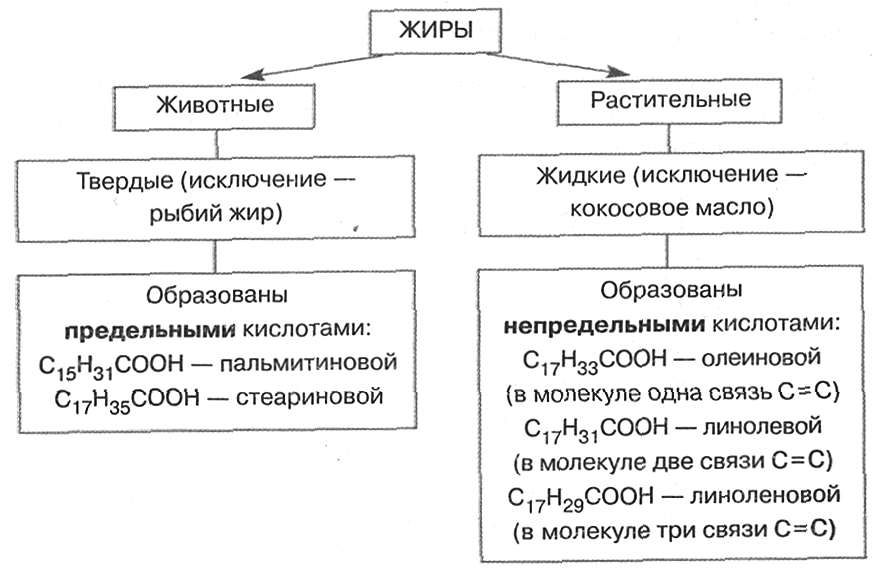 ЖИРЫ
Животные
Растительные
Твердые (исключение —
рыбий жир)
Жидкие (исключение —
кокосовое масло)
Образованы
предельными кислотами:
C₁₅H₃₁COOH — пальмитиновой
C₁₇H₃₅COOH — стеариновой
Образованы
непредельными кислотами:
C₁₇H₃₃COOH — олеиновой
(в молекуле одна связь C=C)
C₁₇H₃₁COOH — линолевой
(в молекуле две связи C=C)
C₁₇H₂₉COOH — линоленовой
(в молекуле три связи C=C)